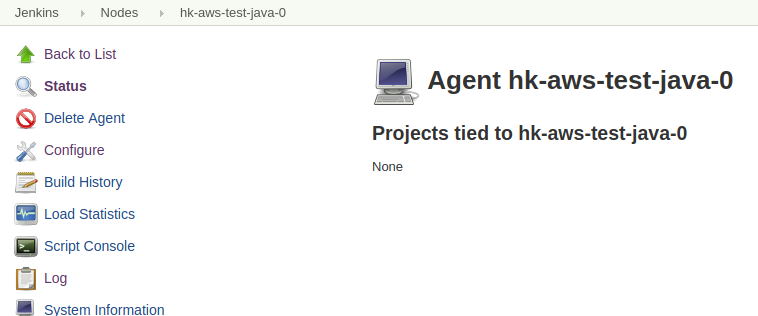 Jenkins Nodes hk-aws-test-java-0
Back to List
Status
Delete Agent
Configure
Build History
Load Statistics
Script Console
Log
System Information
Agent hk-aws-test-java-0
Projects tied to hk-aws-test-java-0
None